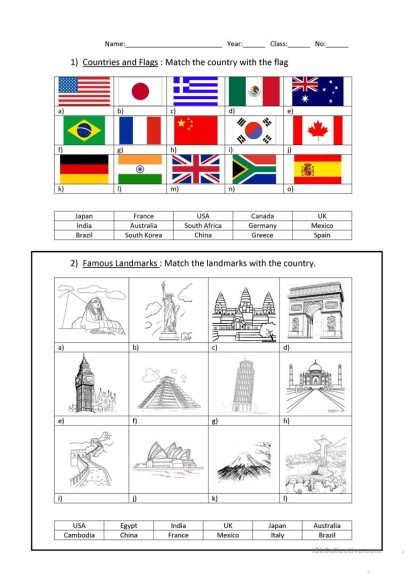 Name:____________________________ Year:______ Class:______ No:______
1) Countries and Flags : Match the country with the flag
a) b) c) d) e)
f) g) h) i) j)
k) l) m) n) o)
Japan France USA Canada UK
India Australia South Africa Germany Mexico
Brazil South Korea China Greece Spain
2) Famous Landmarks : Match the landmarks with the country.
a) b) c) d)
e) f) g) h)
i) j) k) l)
USA Egypt India UK Japan Australia
Cambodia China France Mexico Italy Brazil